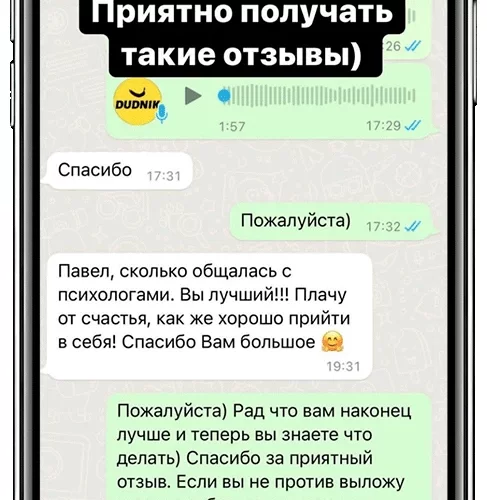 Приятно получать
такие отзывы)
26
DUDNIK
1:57
17:29
Спасибо
17:31
Пожалуйста)
17:32
Павел, сколько общалась с
психологами. Вы лучший!!! Плачу
от счастья, как же хорошо прийти
в себя! Спасибо Вам большое 🤗
19:31
Пожалуйста) Рад что вам наконец
лучше и теперь вы знаете что
делать) Спасибо за приятный
отзыв. Если вы не против выложу